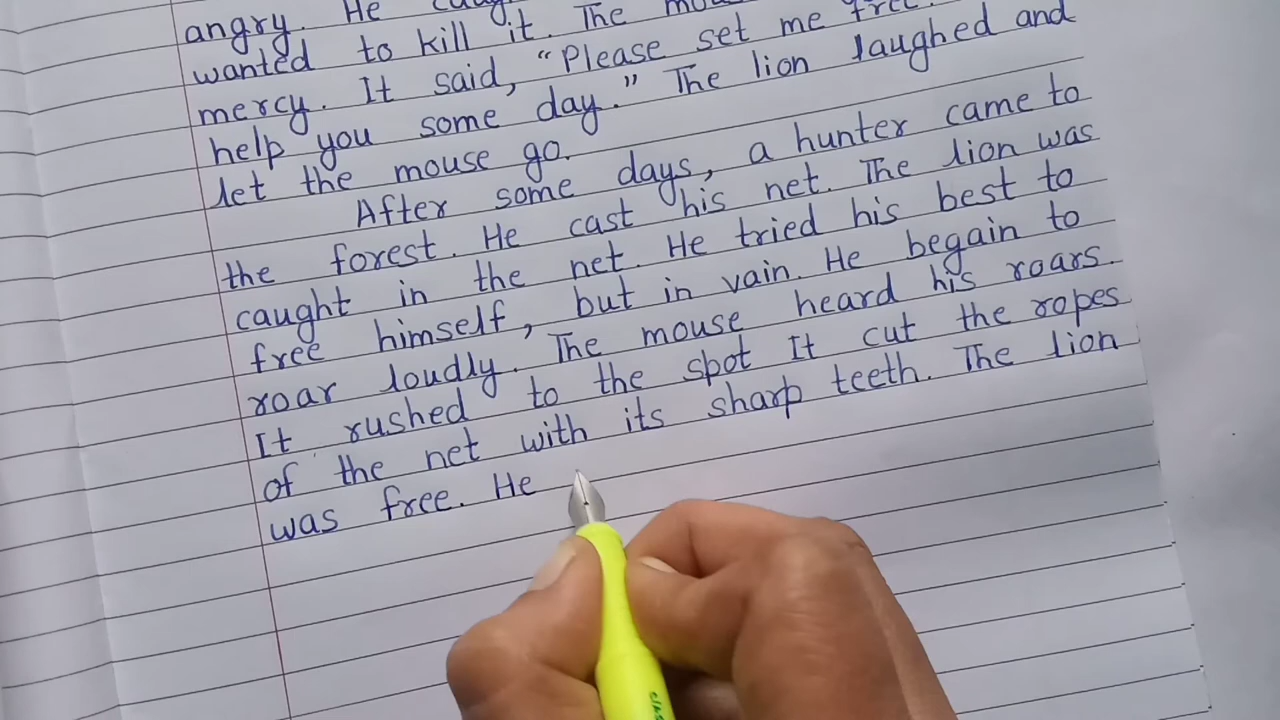 angry. He caug
wanted to kill it. The mou
mercy. It said, "Please set me free.
help you some day." The lion laughed and
let the mouse go.
After some days, a hunter came to
the forest. He cast his net. The lion was
caught in the net. He tried his best to
free himself, but in vain. He begain to
roar loudly. The mouse heard his roars.
It rushed to the spot It cut the ropes
of the net with its sharp teeth. The lion
was free. He